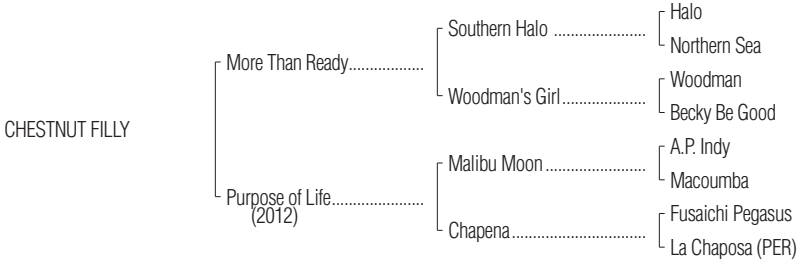 Halo
Southern Halo ......................
Northern Sea
More Than Ready..................
Woodman
Woodman's Girl....................
Becky Be Good
CHESTNUT FILLY
A.P. Indy
Malibu Moon ........................
Macoumba
Purpose of Life......................
(2012)
Fusaichi Pegasus
Chapena................................
La Chaposa (PER)